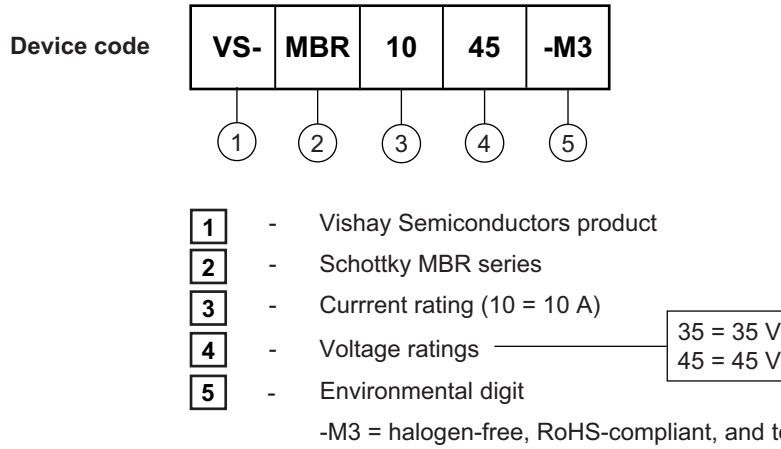 Device code VS- MBR 10 45 -M3
1 2 3 4 5
1 - Vishay Semiconductors product
2 - Schottky MBR series
3 - Currrent rating (10 = 10 A)
4 - Voltage ratings
35 = 35 V
45 = 45 V
5 - Environmental digit
-M3 = halogen-free, RoHS-compliant, and